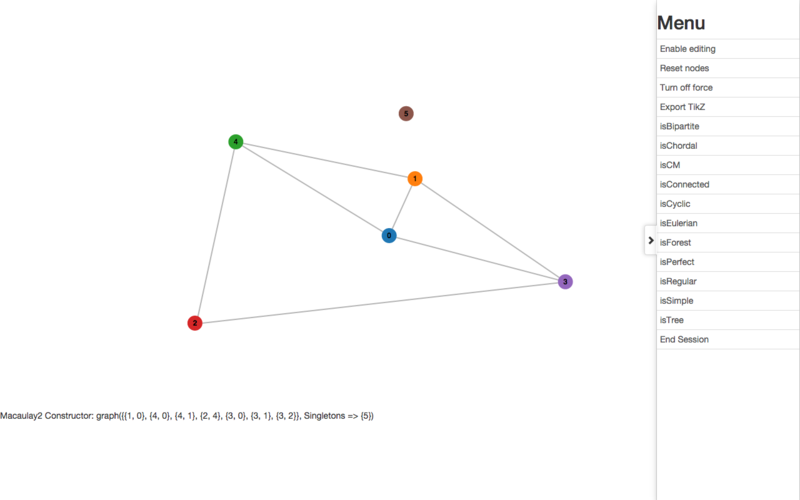 Menu
Enable editing
Reset nodes
Turn off force
Export TikZ
isBipartite
isChordal
isCM
isConnected
isCyclic
isEulerian
isForest
isPerfect
isRegular
isSimple
isTree
End Session
5
4
1
0
3
2
Macaulay2 Constructor: graph({{1, 0}, {4, 0}, {4, 1}, {2, 4}, {3, 0}, {3, 1}, {3, 2}}, Singletons => {5})